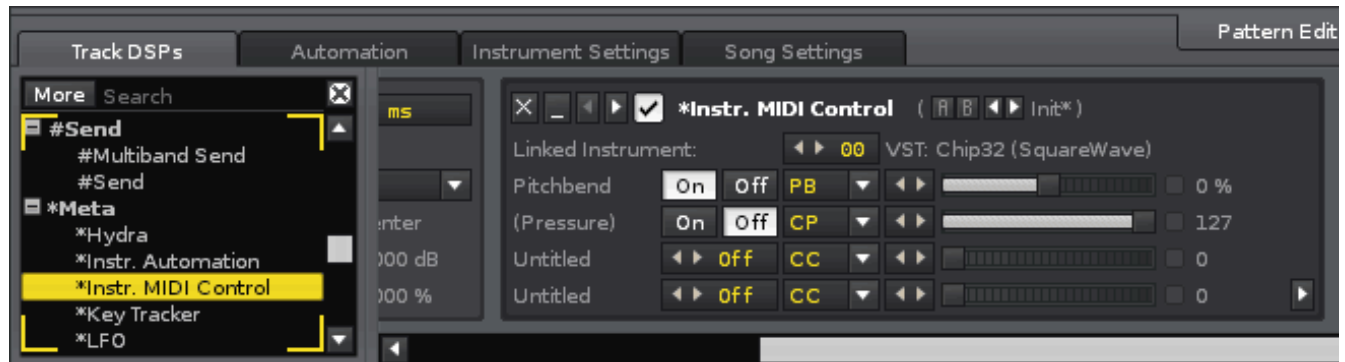 Pattern Edit
Track DSPs Automation Instrument Settings Song Settings
More Search
#Send
#Multiband Send
#Send
*Meta
*Hydra
*Instr. Automation
*Instr. MIDI Control
*Key Tracker
*LFO
ms
enter
000 dB
000 %
*Instr. MIDI Control ( A B Init* )
Linked Instrument: 00 VST: Chip32 (SquareWave)
Pitchbend On Off PB 0 %
(Pressure) On Off CP 127
Untitled Off CC 0
Untitled Off CC 0